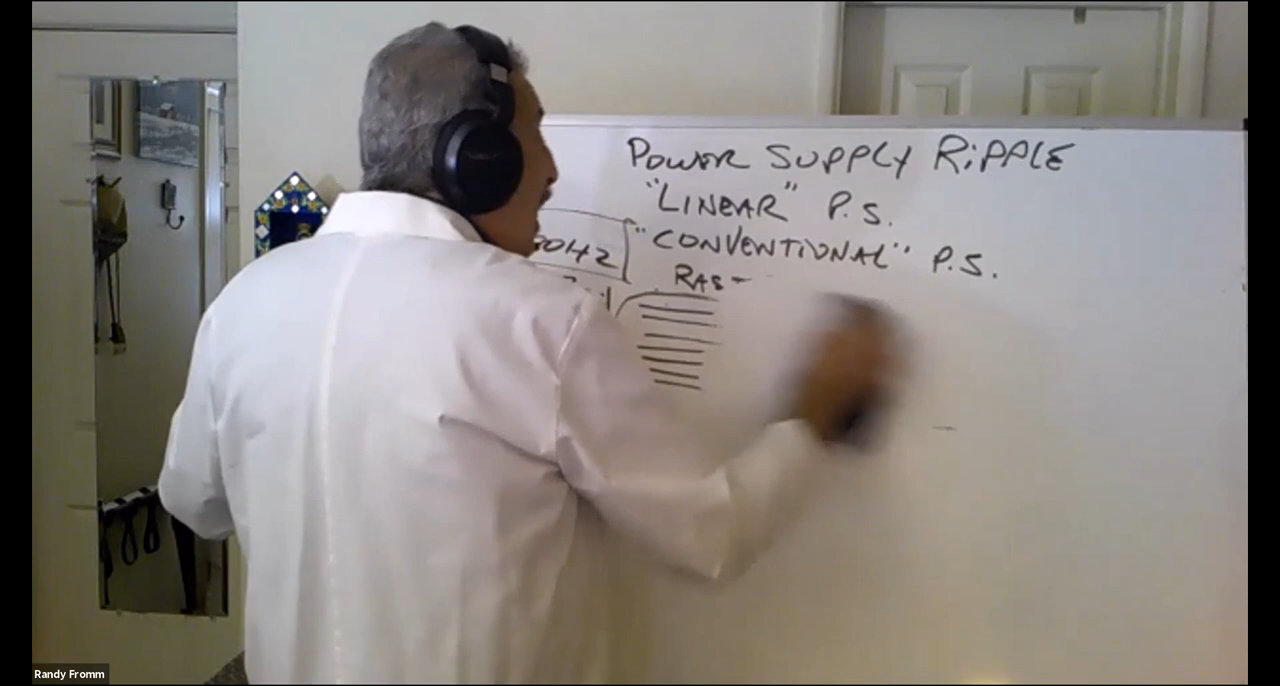 POWER SUPPLY RIPPLE
"LINEAR" P.S.
"CONVENTIONAL" P.S.
Randy Fromm